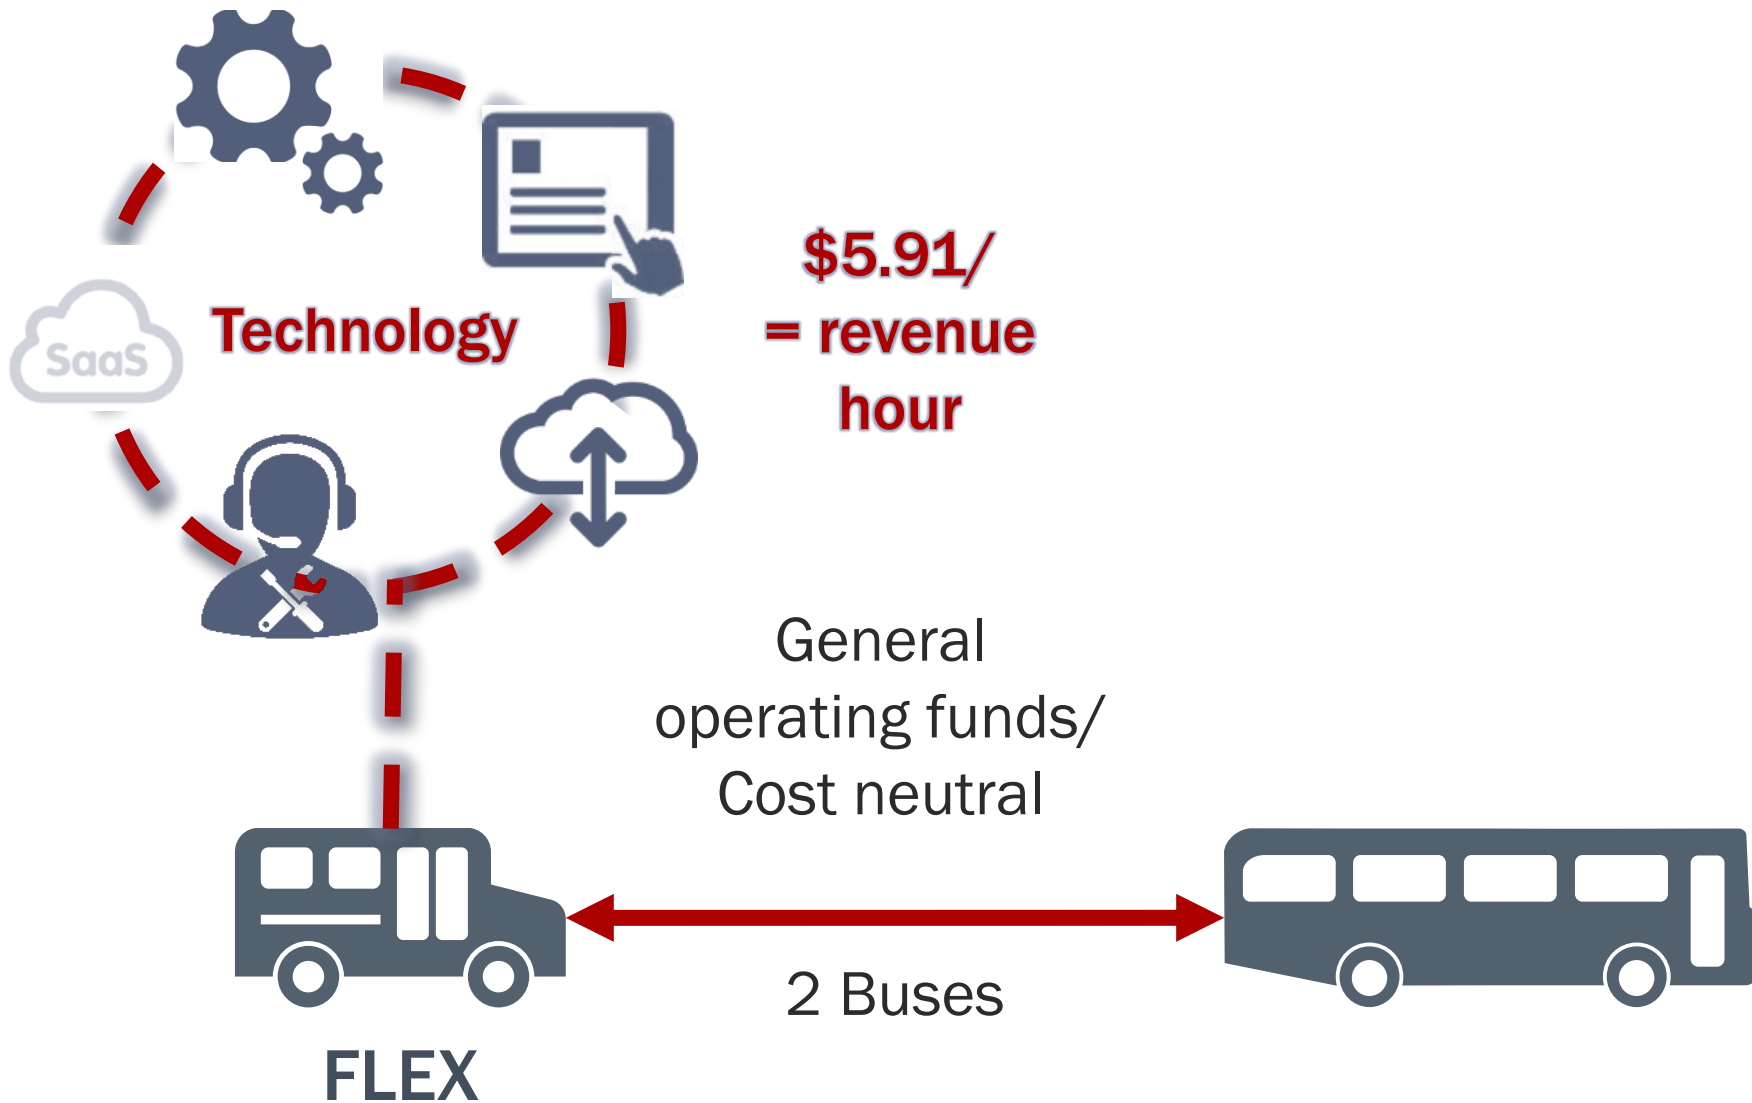 SaaS
Technology
$5.91/
= revenue
hour
General
operating funds/
Cost neutral
2 Buses
FLEX